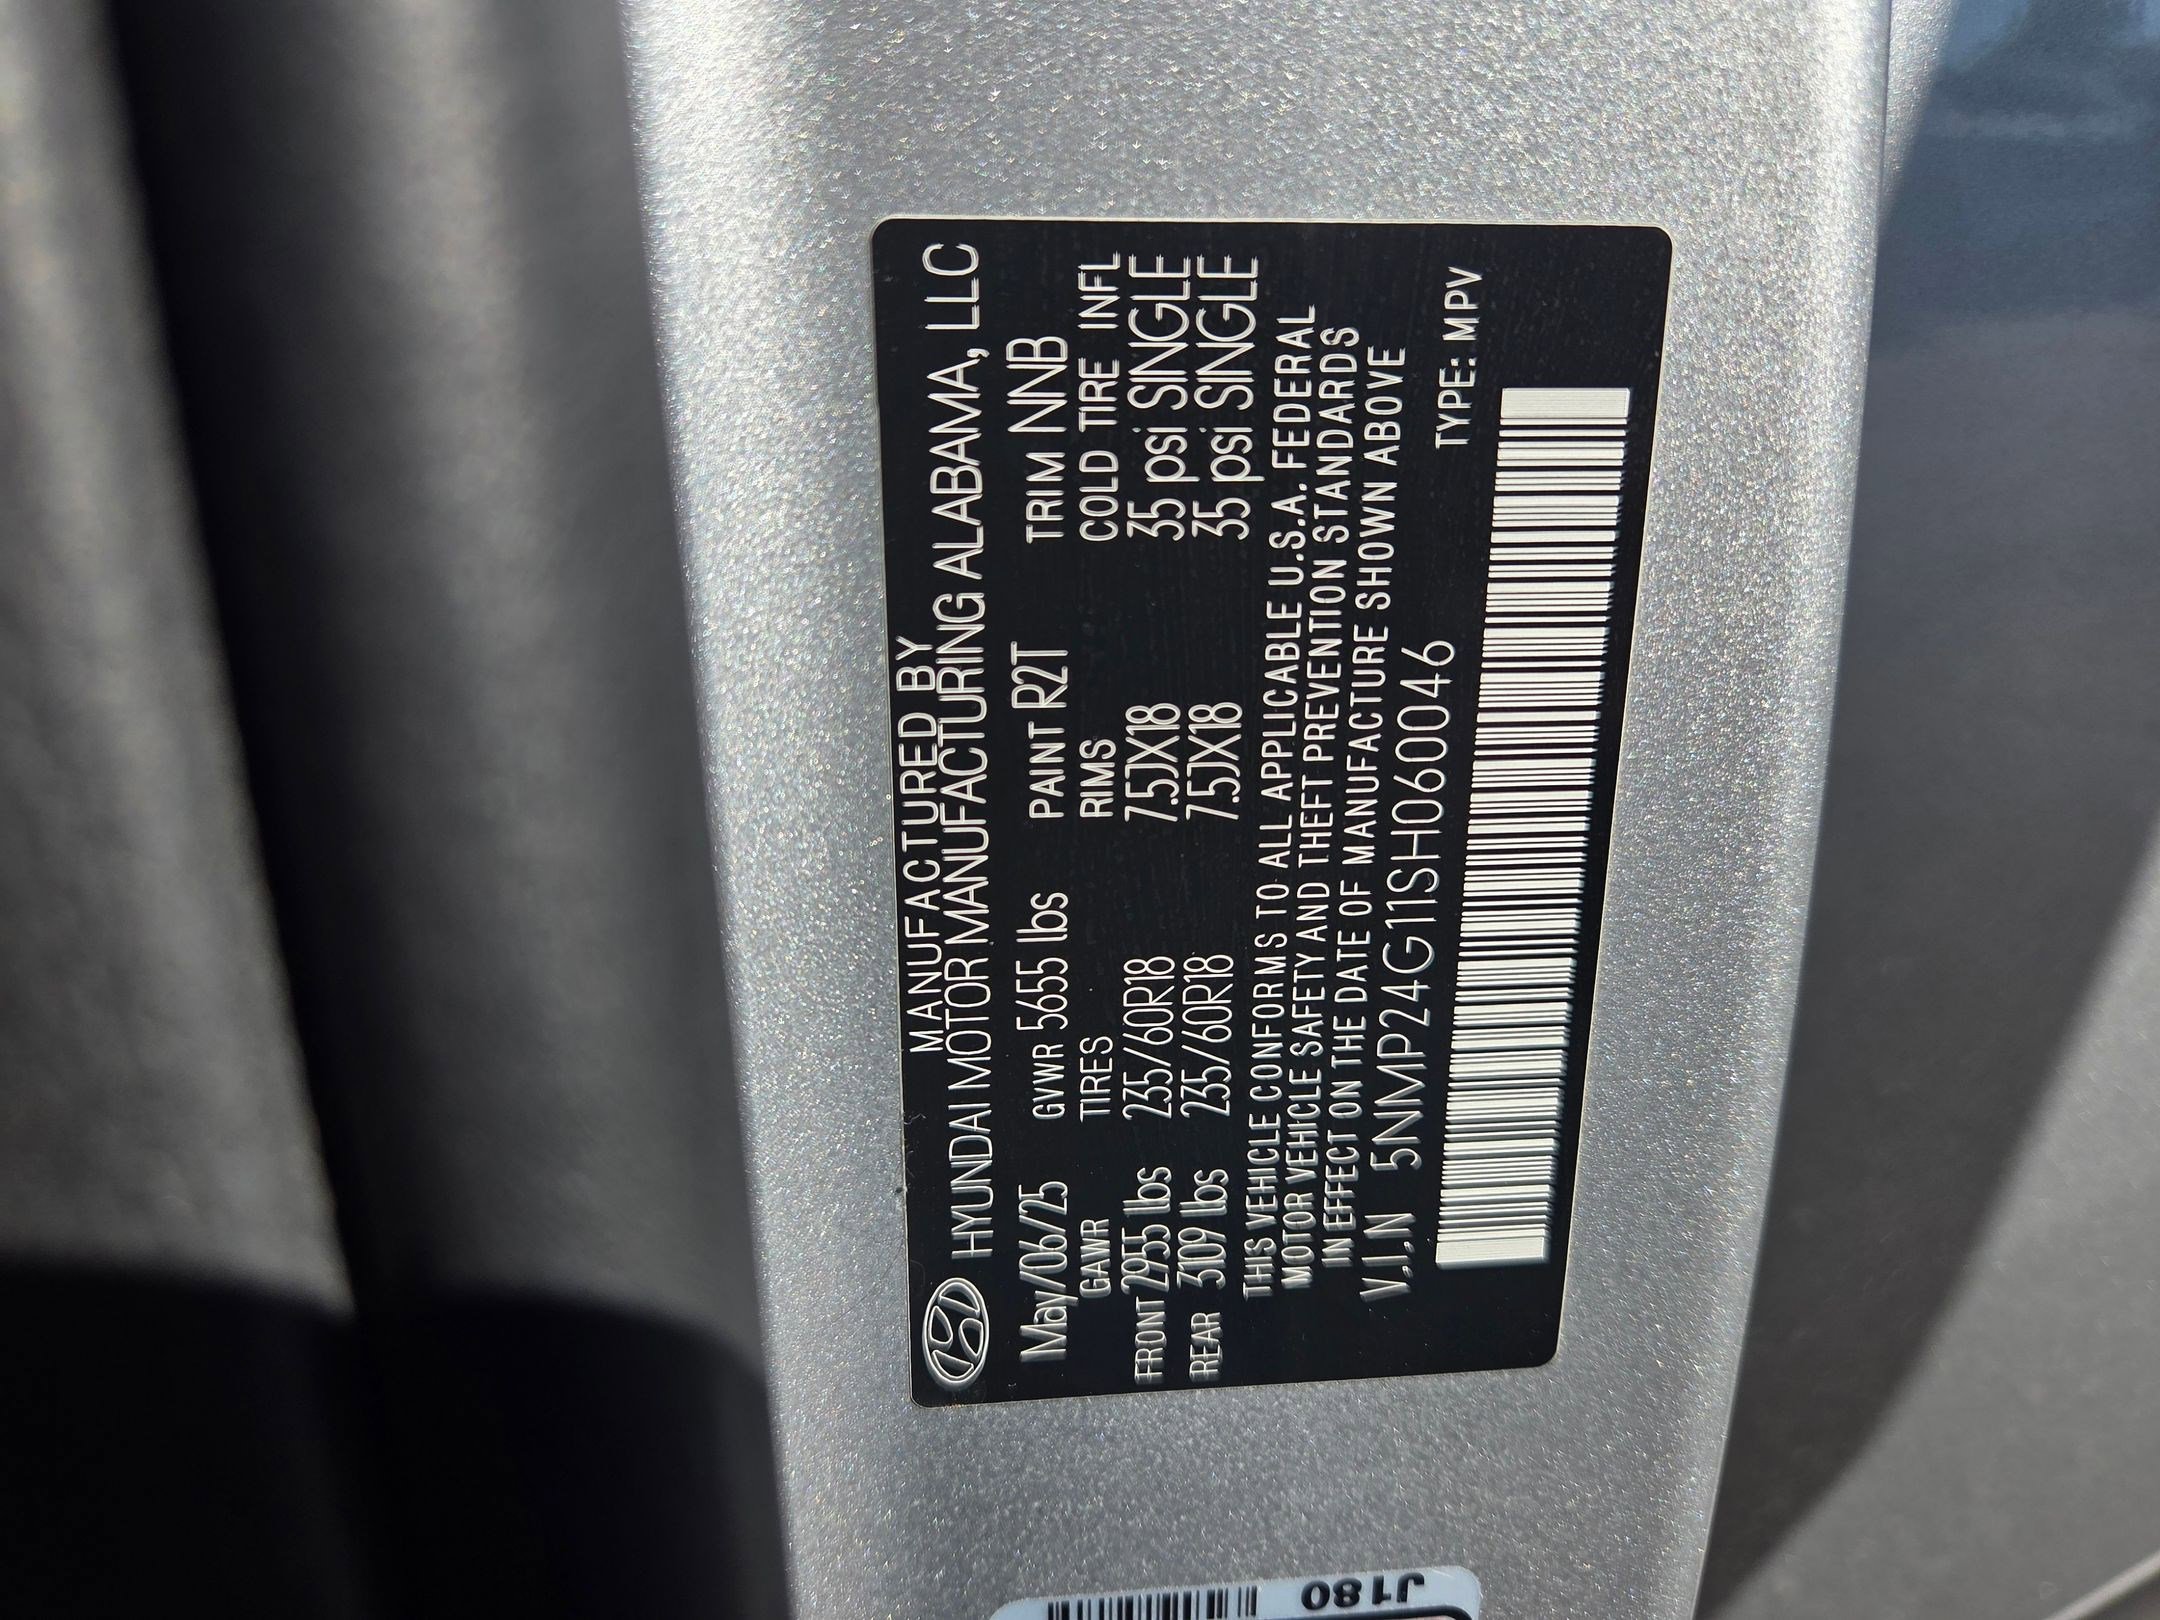 MANUFACTURED BY
HYUNDAI MOTOR MANUFACTURING ALABAMA, LLC
May/06/25 GVWR 5655 lbs PAINT R2T TRIM NNB
GAWR TIRES RIMS COLD TIRE INFL
FRONT 2955 lbs 235/60R18 7.5JX18 35 psi SINGLE
REAR 3109 lbs 235/60R18 7.5JX18 35 psi SINGLE
THIS VEHICLE CONFORMS TO ALL APPLICABLE U.S.A. FEDERAL
MOTOR VEHICLE SAFETY AND THEFT PREVENTION STANDARDS
IN EFFECT ON THE DATE OF MANUFACTURE SHOWN ABOVE
V.I.N 5NMP24G11SH060046 TYPE: MPV
J180